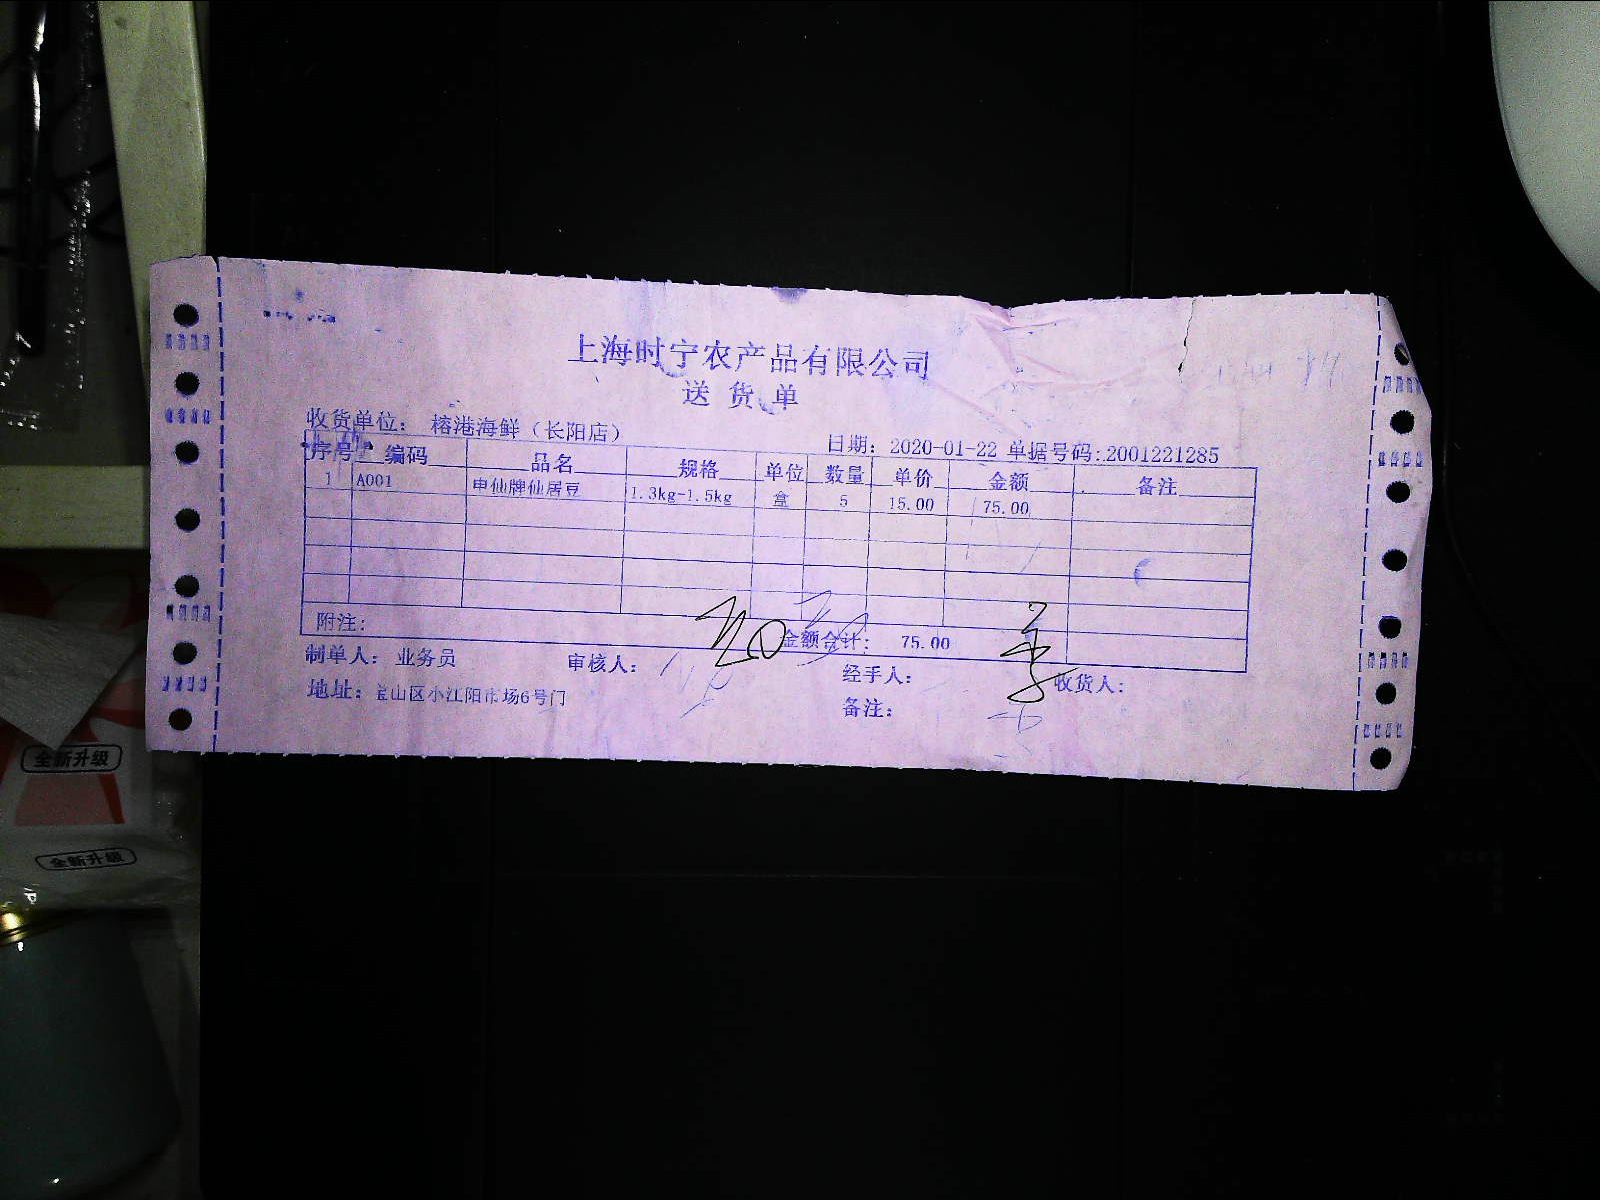 上海时宁农产品有限公司
送货单
收货单位: 榕港海鲜(长阳店)
日期: 2020-01-22 单据号码: 2001221285
序号 编码 品名 规格 单位 数量 单价 金额 备注
1 A001 申仙牌仙居豆 1.3kg-1.5kg 盒 5 15.00 75.00
附注: 金额合计: 75.00
制单人: 业务员 审核人: 经手人: 收货人:
地址: 宝山区小江阳市场6号门 备注:
全新升级
全新升级